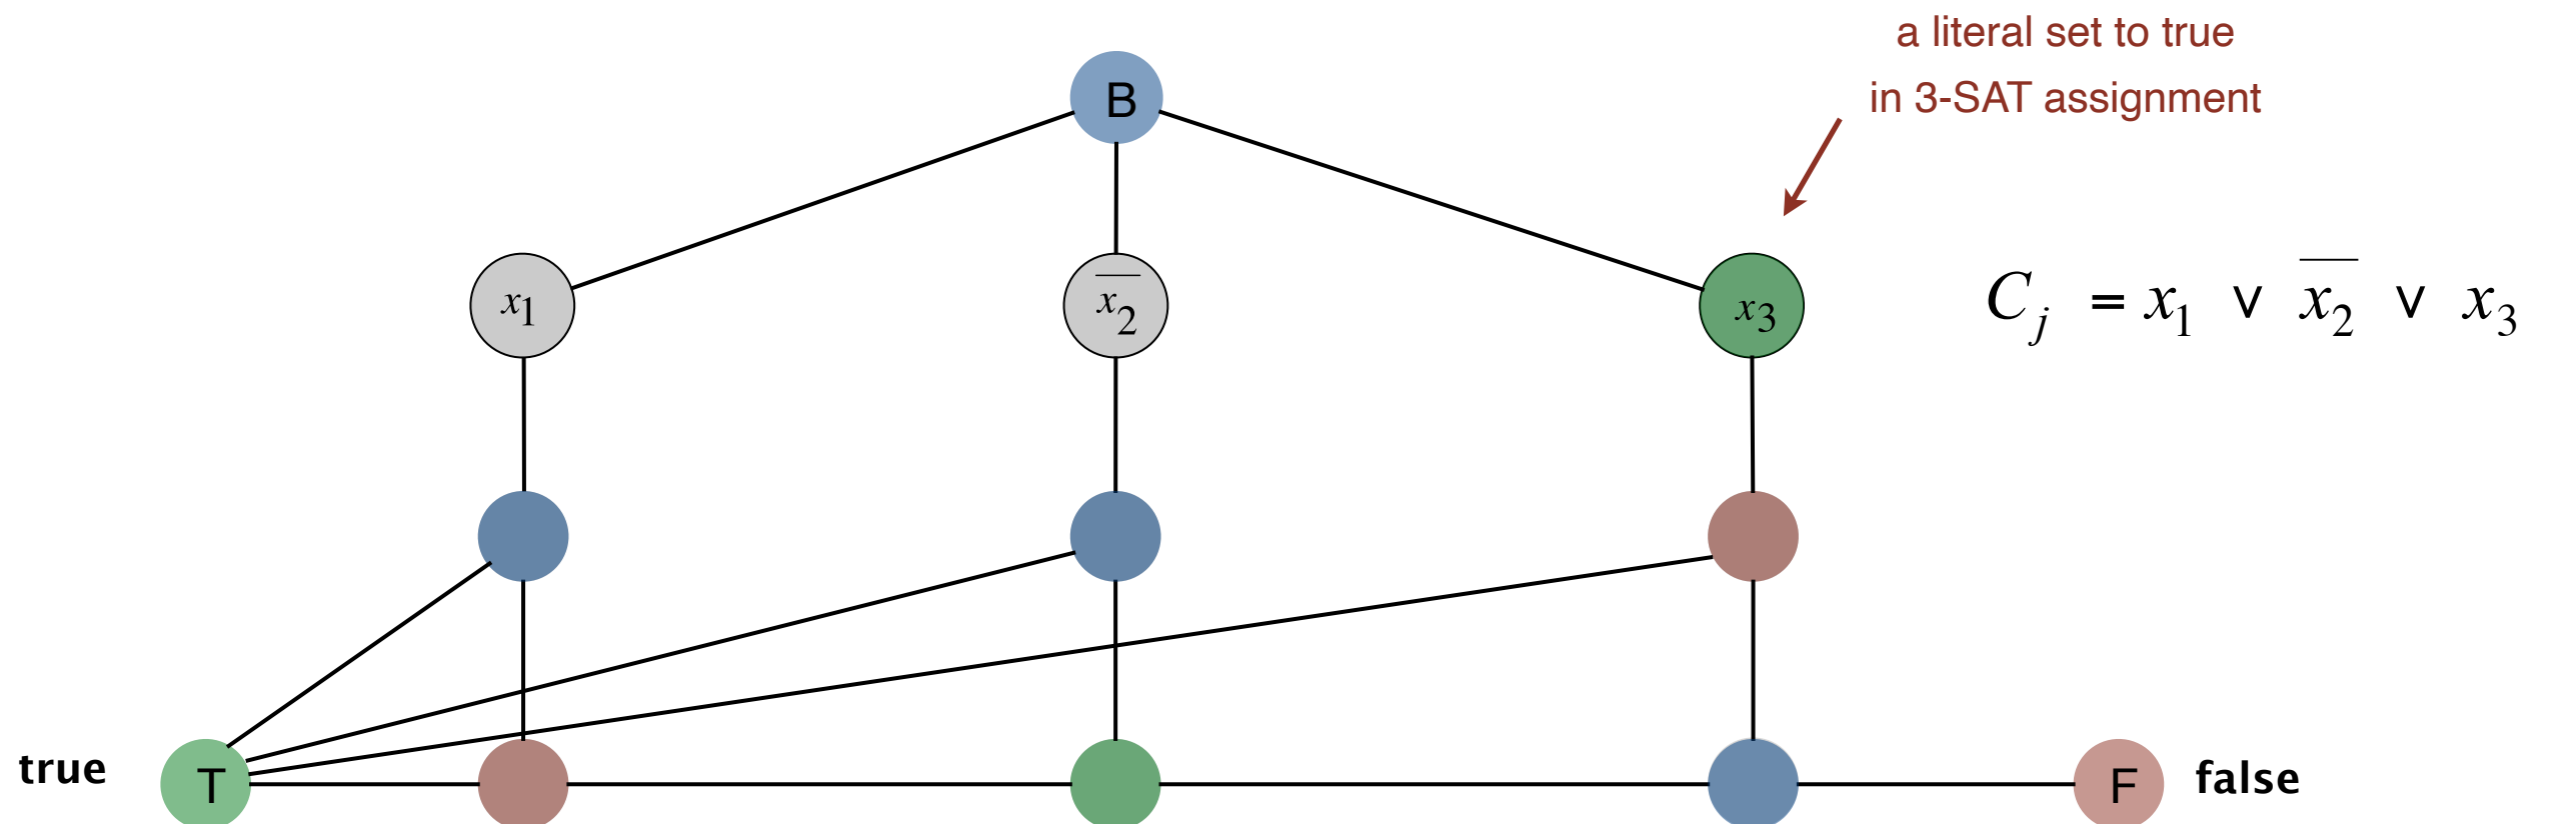 a literal set to true
in 3-SAT assignment
B
x₁
x̅₂
x₃
Cⱼ = x₁ ∨ x̅₂ ∨ x₃
true
T
F
false